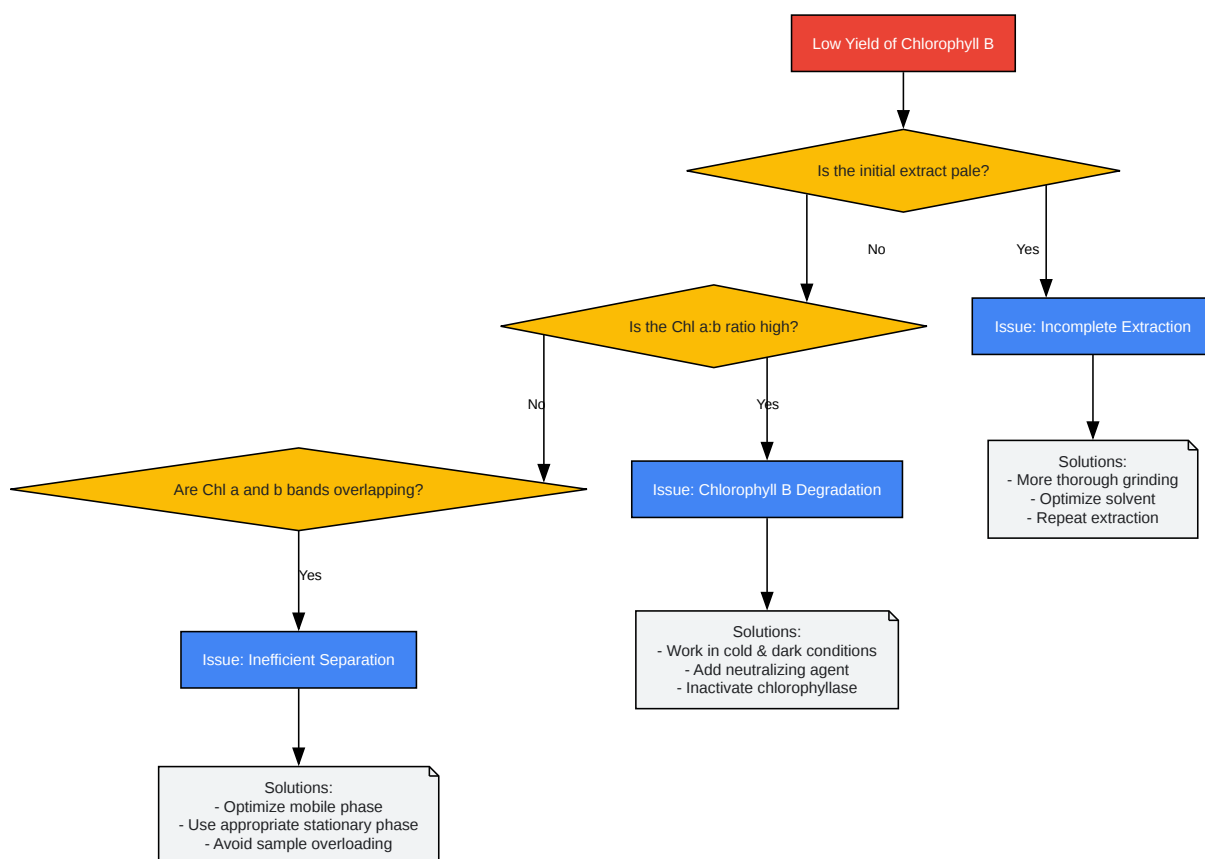 Low Yield of Chlorophyll B
Is the initial extract pale?
No
Yes
Is the Chl a:b ratio high?
Issue: Incomplete Extraction
No
Yes
Solutions:
- More thorough grinding
- Optimize solvent
- Repeat extraction
Are Chl a and b bands overlapping?
Issue: Chlorophyll B Degradation
Yes
Solutions:
- Work in cold & dark conditions
- Add neutralizing agent
- Inactivate chlorophyllase
Issue: Inefficient Separation
Solutions:
- Optimize mobile phase
- Use appropriate stationary phase
- Avoid sample overloading